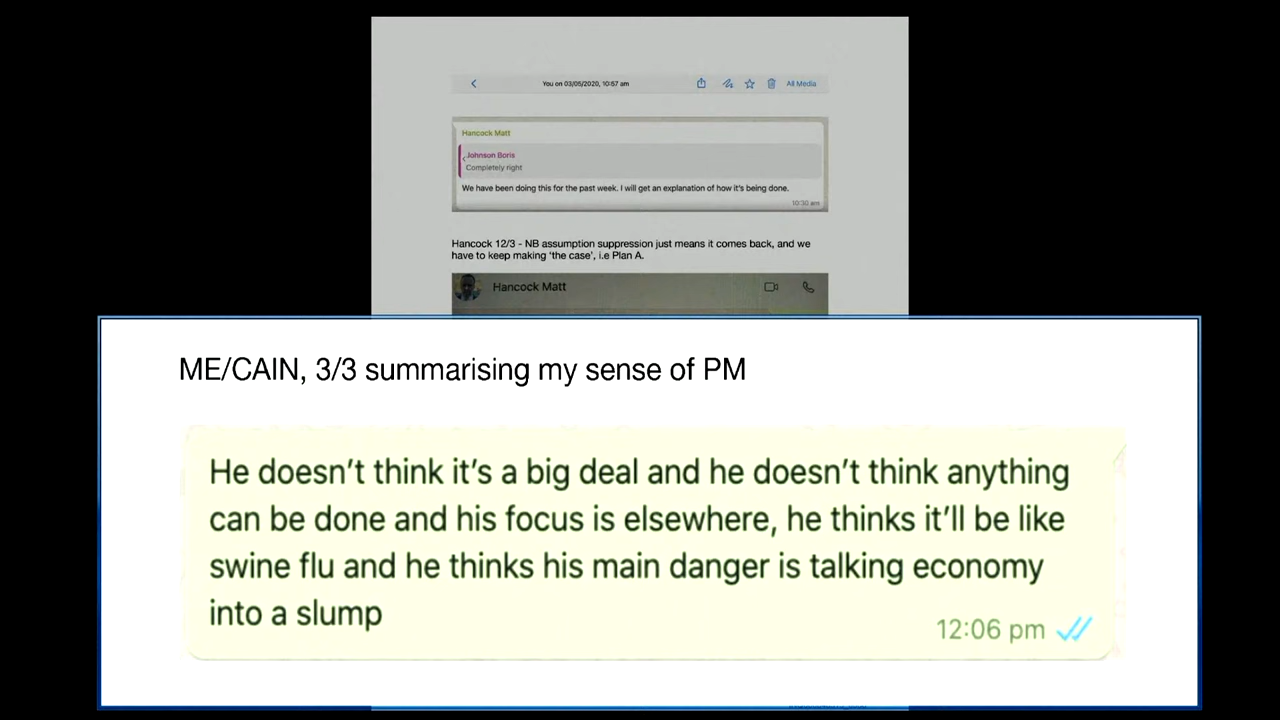 You on 03/05/2020, 10:57 am
All Media
Hancock Matt
Johnson Boris
Completely right
We have been doing this for the past week. I will get an explanation of how it's being done.
10:30 am
Hancock 12/3 - NB assumption suppression just means it comes back, and we
have to keep making ‘the case’, i.e Plan A.
Hancock Matt
ME/CAIN, 3/3 summarising my sense of PM
He doesn’t think it’s a big deal and he doesn’t think anything
can be done and his focus is elsewhere, he thinks it’ll be like
swine flu and he thinks his main danger is talking economy
into a slump
12:06 pm